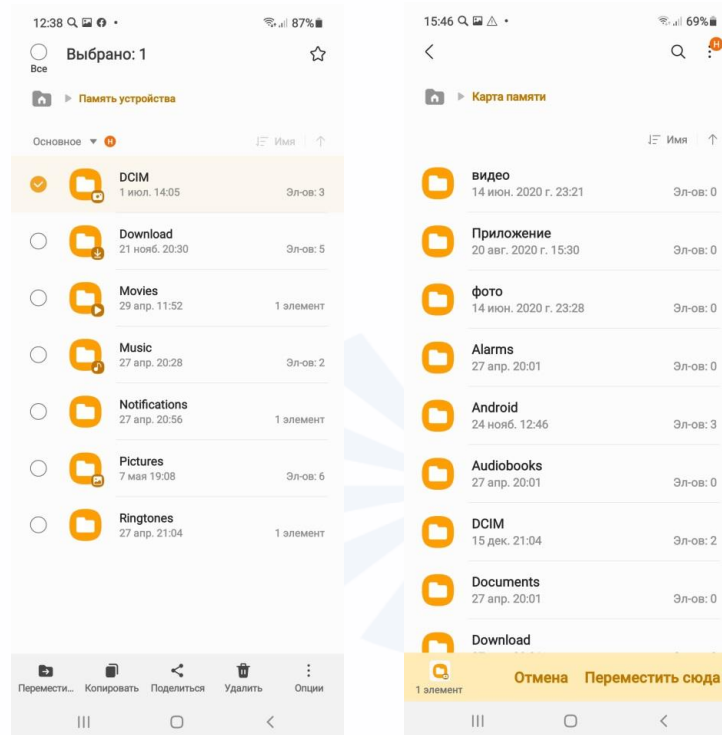 12:38
87%
Выбрано: 1
Все
Память устройства
Основное
Н
Имя
DCIM
1 июл. 14:05
Эл-ов: 3
Download
21 нояб. 20:30
Эл-ов: 5
Movies
29 апр. 11:52
1 элемент
Music
27 апр. 20:28
Эл-ов: 2
Notifications
27 апр. 20:56
1 элемент
Pictures
7 мая 19:08
Эл-ов: 6
Ringtones
27 апр. 21:04
1 элемент
Перемести...
Копировать
Поделиться
Удалить
Опции
15:46
69%
Н
Карта памяти
Имя
видео
14 июн. 2020 г. 23:21
Эл-ов: 0
Приложение
20 авг. 2020 г. 15:30
Эл-ов: 0
фото
14 июн. 2020 г. 23:28
Эл-ов: 0
Alarms
27 апр. 20:01
Эл-ов: 0
Android
24 нояб. 12:46
Эл-ов: 3
Audiobooks
27 апр. 20:01
Эл-ов: 0
DCIM
15 дек. 21:04
Эл-ов: 2
Documents
27 апр. 20:01
Эл-ов: 0
Download
1 элемент
Отмена
Переместить сюда